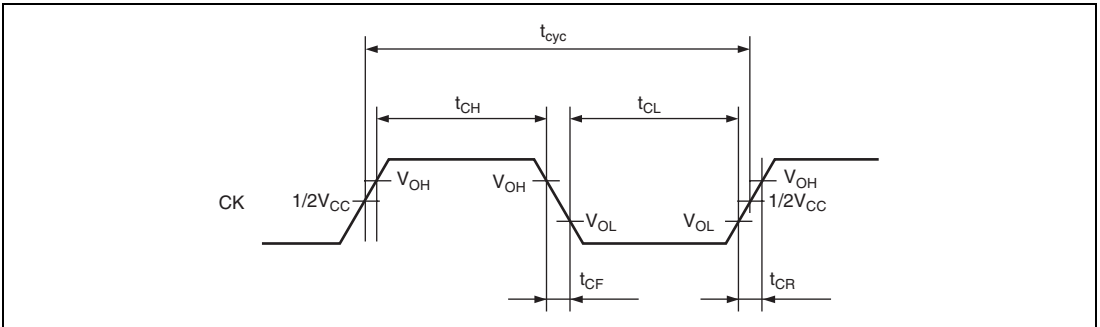 tcyc
tCH tCL
VOH VOH VOH
CK 1/2VCC 1/2VCC
VOL VOL
tCF tCR